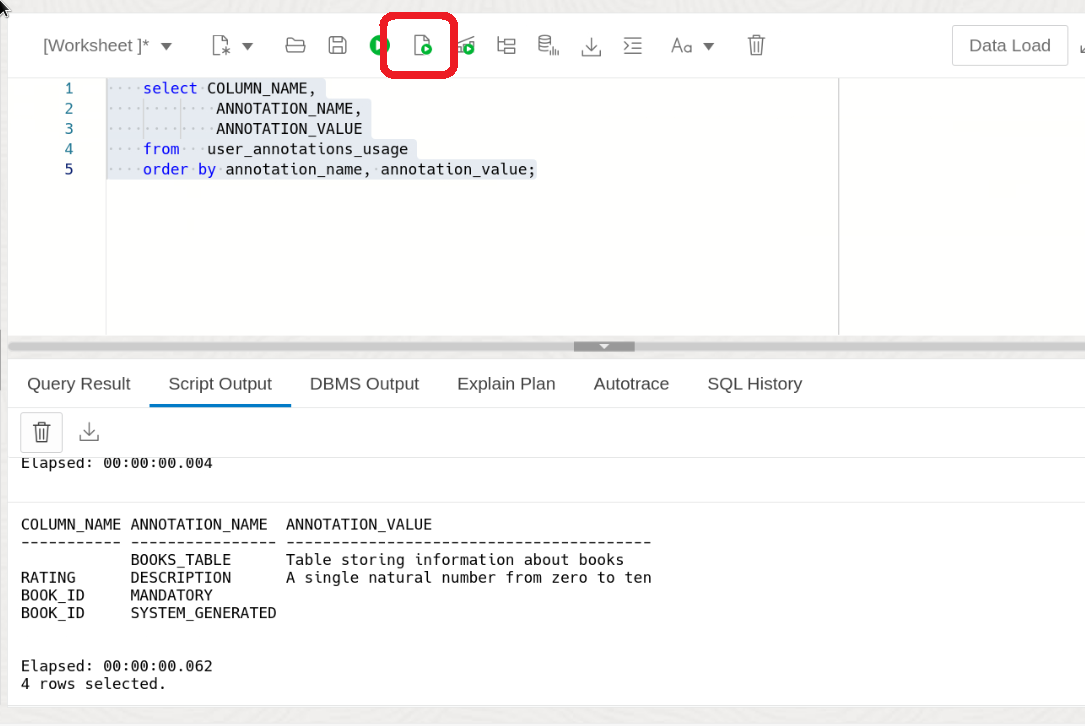 [Worksheet ]*
Aa
Data Load
1 select COLUMN_NAME,
2 ANNOTATION_NAME,
3 ANNOTATION_VALUE
4 from user_annotations_usage
5 order by annotation_name, annotation_value;
Query Result Script Output DBMS Output Explain Plan Autotrace SQL History
Elapsed: 00:00:00.004
COLUMN_NAME ANNOTATION_NAME ANNOTATION_VALUE
----------- ---------------- ----------------------------------------
BOOKS_TABLE Table storing information about books
RATING DESCRIPTION A single natural number from zero to ten
BOOK_ID MANDATORY
BOOK_ID SYSTEM_GENERATED
Elapsed: 00:00:00.062
4 rows selected.